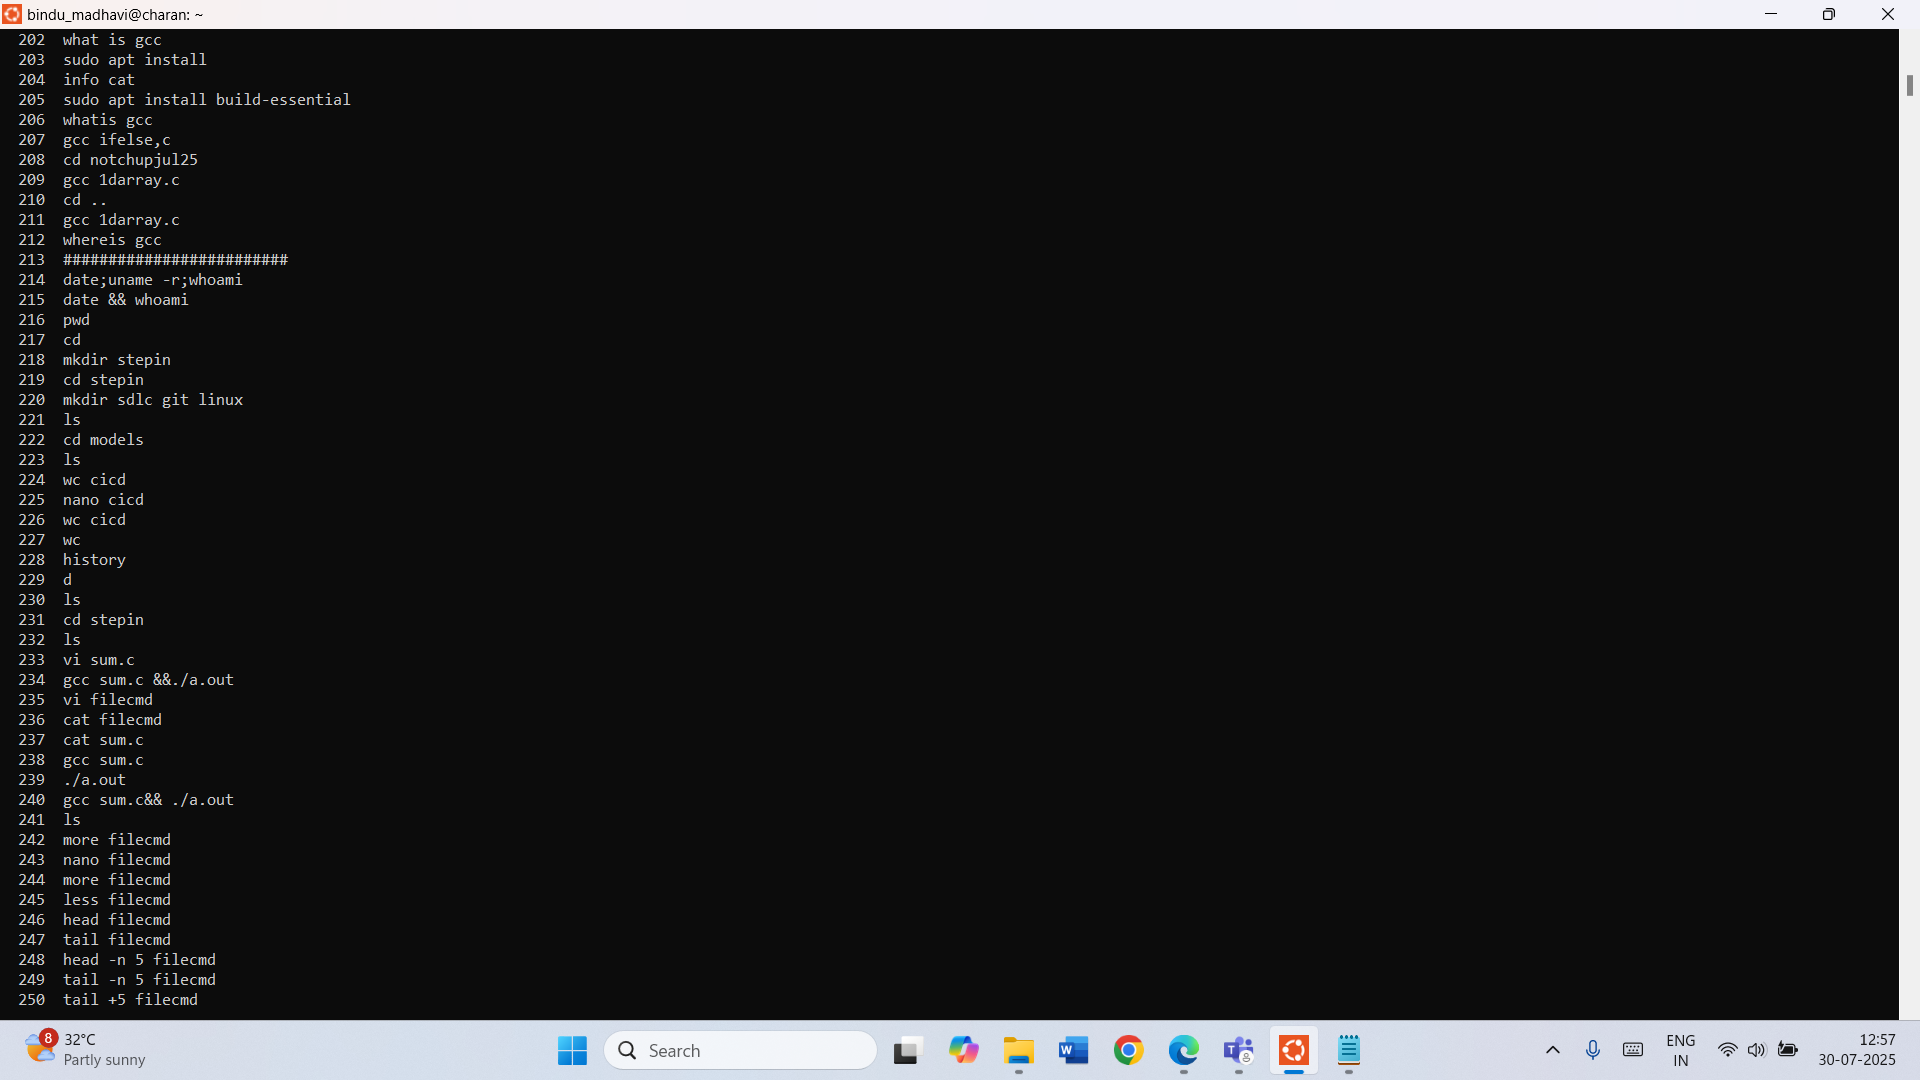 bindu_madhavi@charan: ~
202 what is gcc
203 sudo apt install
204 info cat
205 sudo apt install build-essential
206 whatis gcc
207 gcc ifelse,c
208 cd notchupjul25
209 gcc 1darray.c
210 cd ..
211 gcc 1darray.c
212 whereis gcc
213 #########################
214 date;uname -r;whoami
215 date && whoami
216 pwd
217 cd
218 mkdir stepin
219 cd stepin
220 mkdir sdlc git linux
221 ls
222 cd models
223 ls
224 wc cicd
225 nano cicd
226 wc cicd
227 wc
228 history
229 d
230 ls
231 cd stepin
232 ls
233 vi sum.c
234 gcc sum.c &&./a.out
235 vi filecmd
236 cat filecmd
237 cat sum.c
238 gcc sum.c
239 ./a.out
240 gcc sum.c&& ./a.out
241 ls
242 more filecmd
243 nano filecmd
244 more filecmd
245 less filecmd
246 head filecmd
247 tail filecmd
248 head -n 5 filecmd
249 tail -n 5 filecmd
250 tail +5 filecmd
8
32°C
Partly sunny
Search
W
T
ENG
IN
12:57
30-07-2025